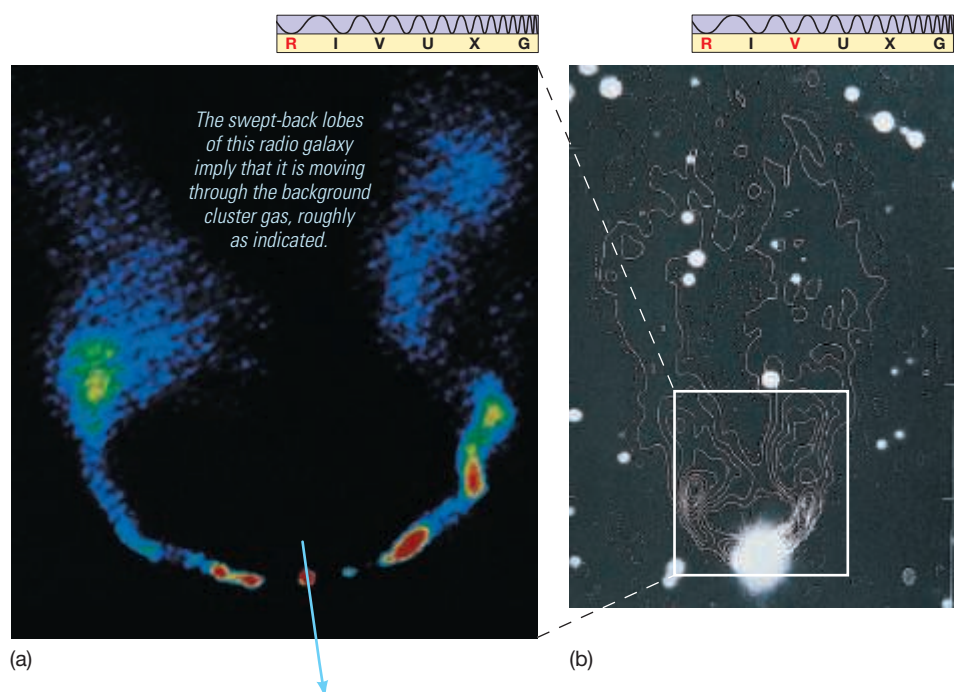 R I V U X G
R I V U X G
The swept-back lobes
of this radio galaxy
imply that it is moving
through the background
cluster gas, roughly
as indicated.
(a)
(b)